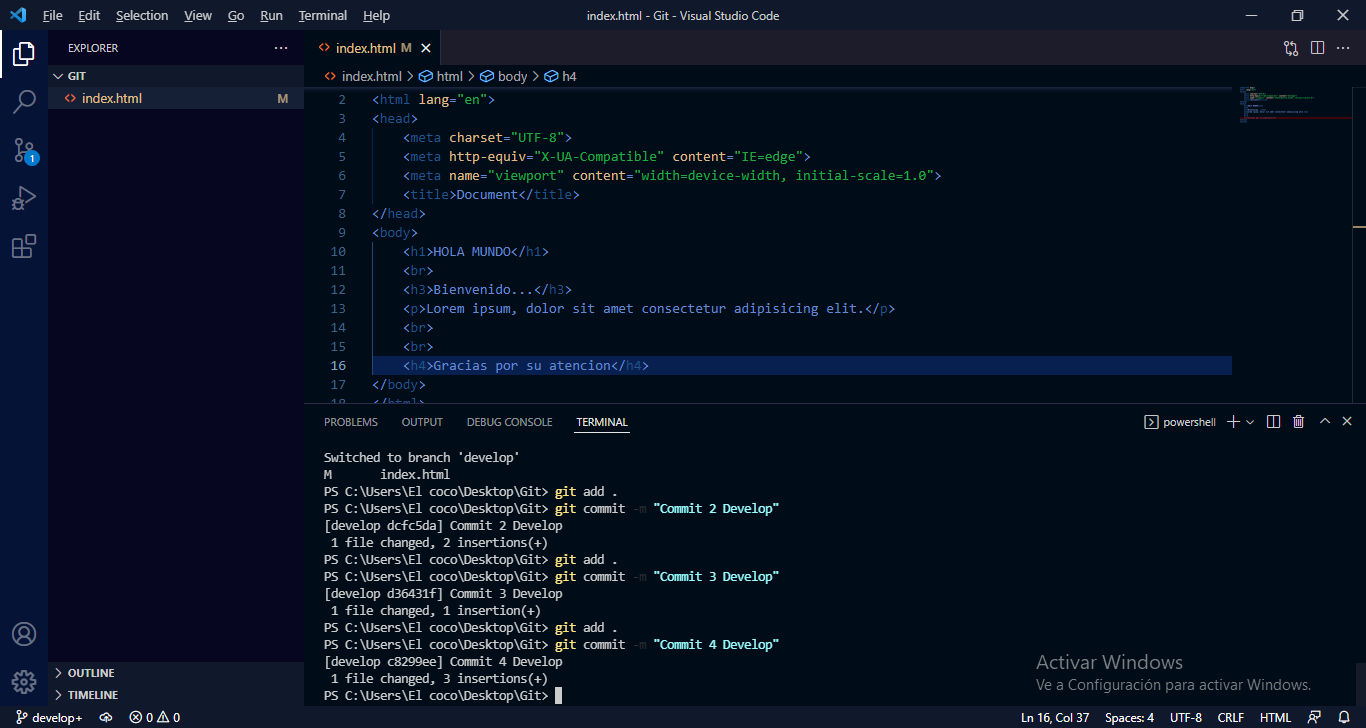 File Edit Selection View Go Run Terminal Help
index.html - Git - Visual Studio Code
EXPLORER
GIT
index.html M
1
index.html M
index.html > html > body > h4
2 <html lang="en">
3 <head>
4 <meta charset="UTF-8">
5 <meta http-equiv="X-UA-Compatible" content="IE=edge">
6 <meta name="viewport" content="width=device-width, initial-scale=1.0">
7 <title>Document</title>
8 </head>
9 <body>
10 <h1>HOLA MUNDO</h1>
11 <br>
12 <h3>Bienvenido...</h3>
13 <p>Lorem ipsum, dolor sit amet consectetur adipisicing elit.</p>
14 <br>
15 <br>
16 <h4>Gracias por su atencion</h4>
17 </body>
18 </html>
PROBLEMS OUTPUT DEBUG CONSOLE TERMINAL
powershell
Switched to branch 'develop'
M index.html
PS C:\Users\El coco\Desktop\Git> git add .
PS C:\Users\El coco\Desktop\Git> git commit -m "Commit 2 Develop"
[develop dcfc5da] Commit 2 Develop
1 file changed, 2 insertions(+)
PS C:\Users\El coco\Desktop\Git> git add .
PS C:\Users\El coco\Desktop\Git> git commit -m "Commit 3 Develop"
[develop d36431f] Commit 3 Develop
1 file changed, 1 insertion(+)
PS C:\Users\El coco\Desktop\Git> git add .
PS C:\Users\El coco\Desktop\Git> git commit -m "Commit 4 Develop"
[develop c8299ee] Commit 4 Develop
1 file changed, 3 insertions(+)
PS C:\Users\El coco\Desktop\Git>
OUTLINE
TIMELINE
Activar Windows
Ve a Configuración para activar Windows.
develop+ 0 0
Ln 16, Col 37 Spaces: 4 UTF-8 CRLF HTML